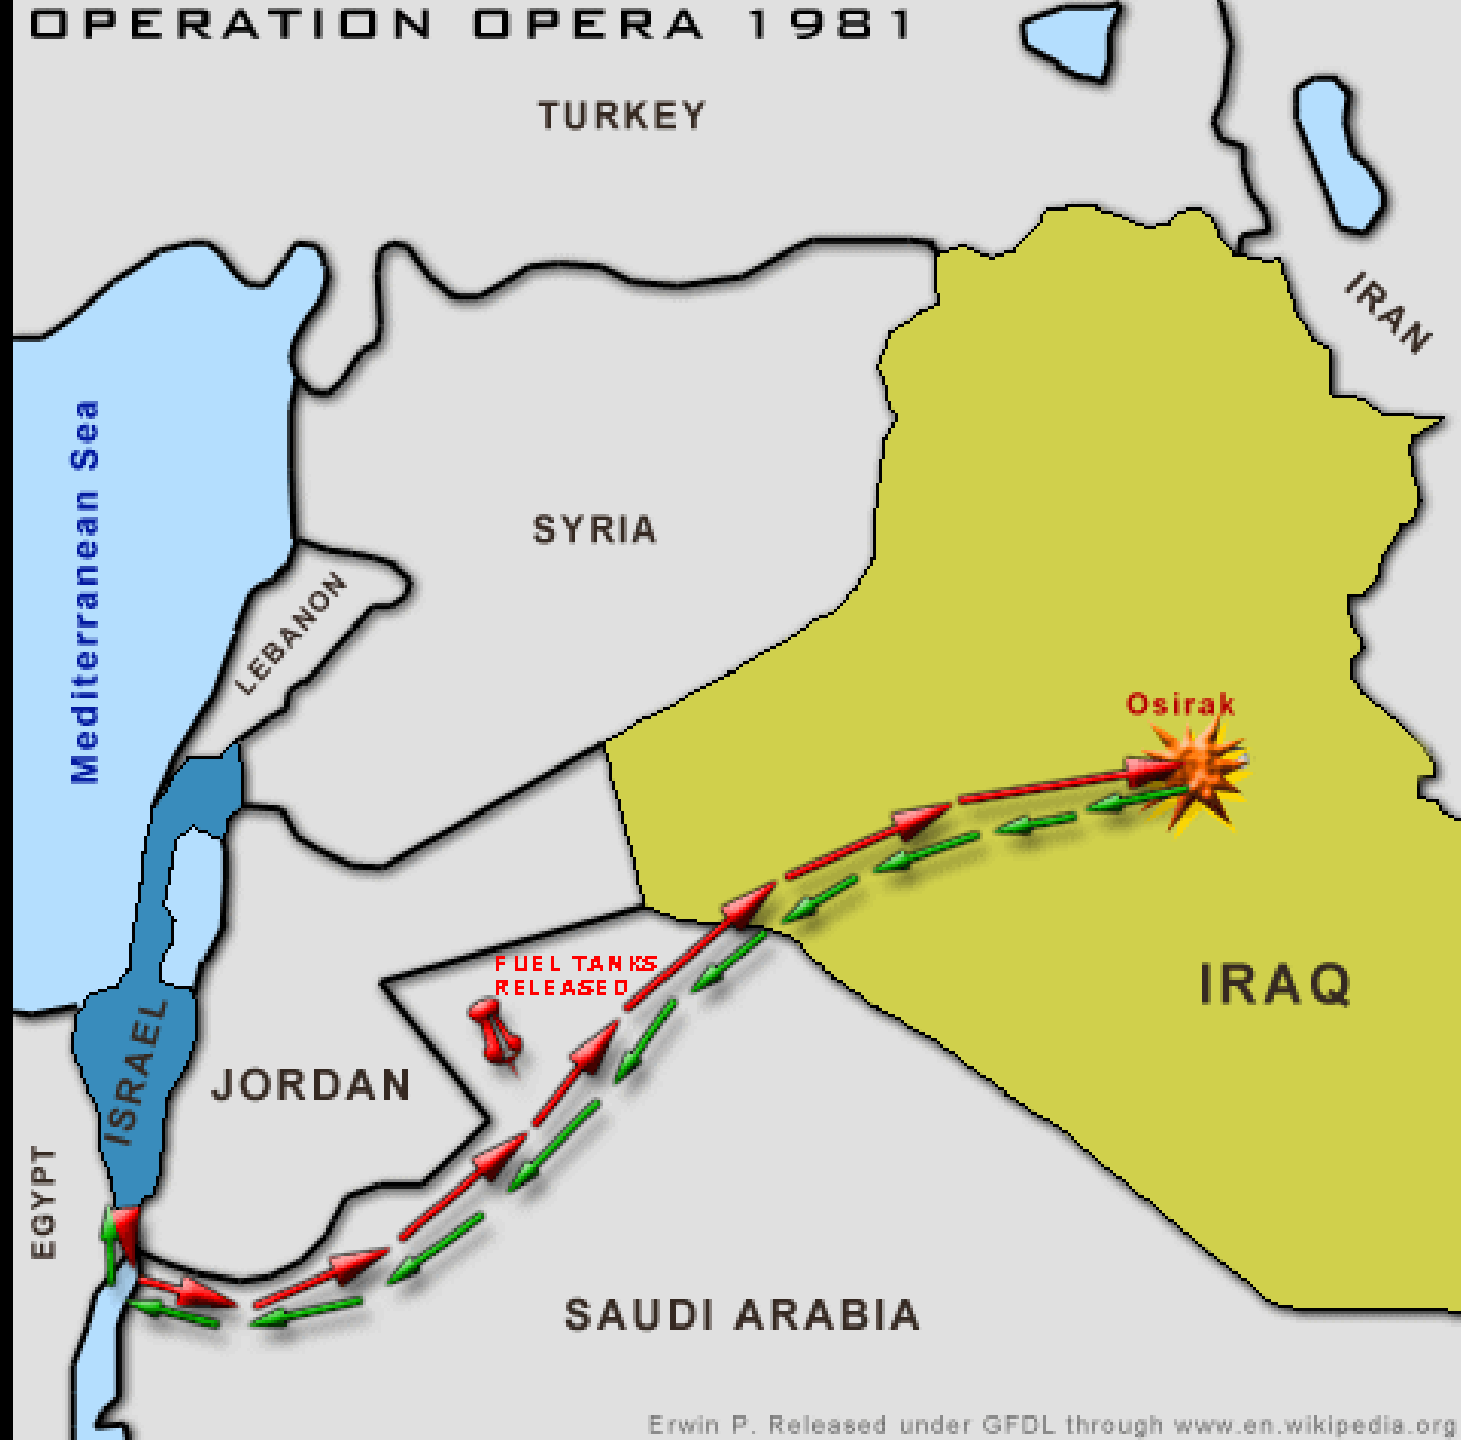 OPERATION OPERA 1981
TURKEY
IRAN
Mediterranean Sea
SYRIA
LEBANON
Osirak
FUEL TANKS
RELEASED
IRAQ
ISRAEL
JORDAN
EGYPT
SAUDI ARABIA
Erwin P. Released under GFDL through www.en.wikipedia.org